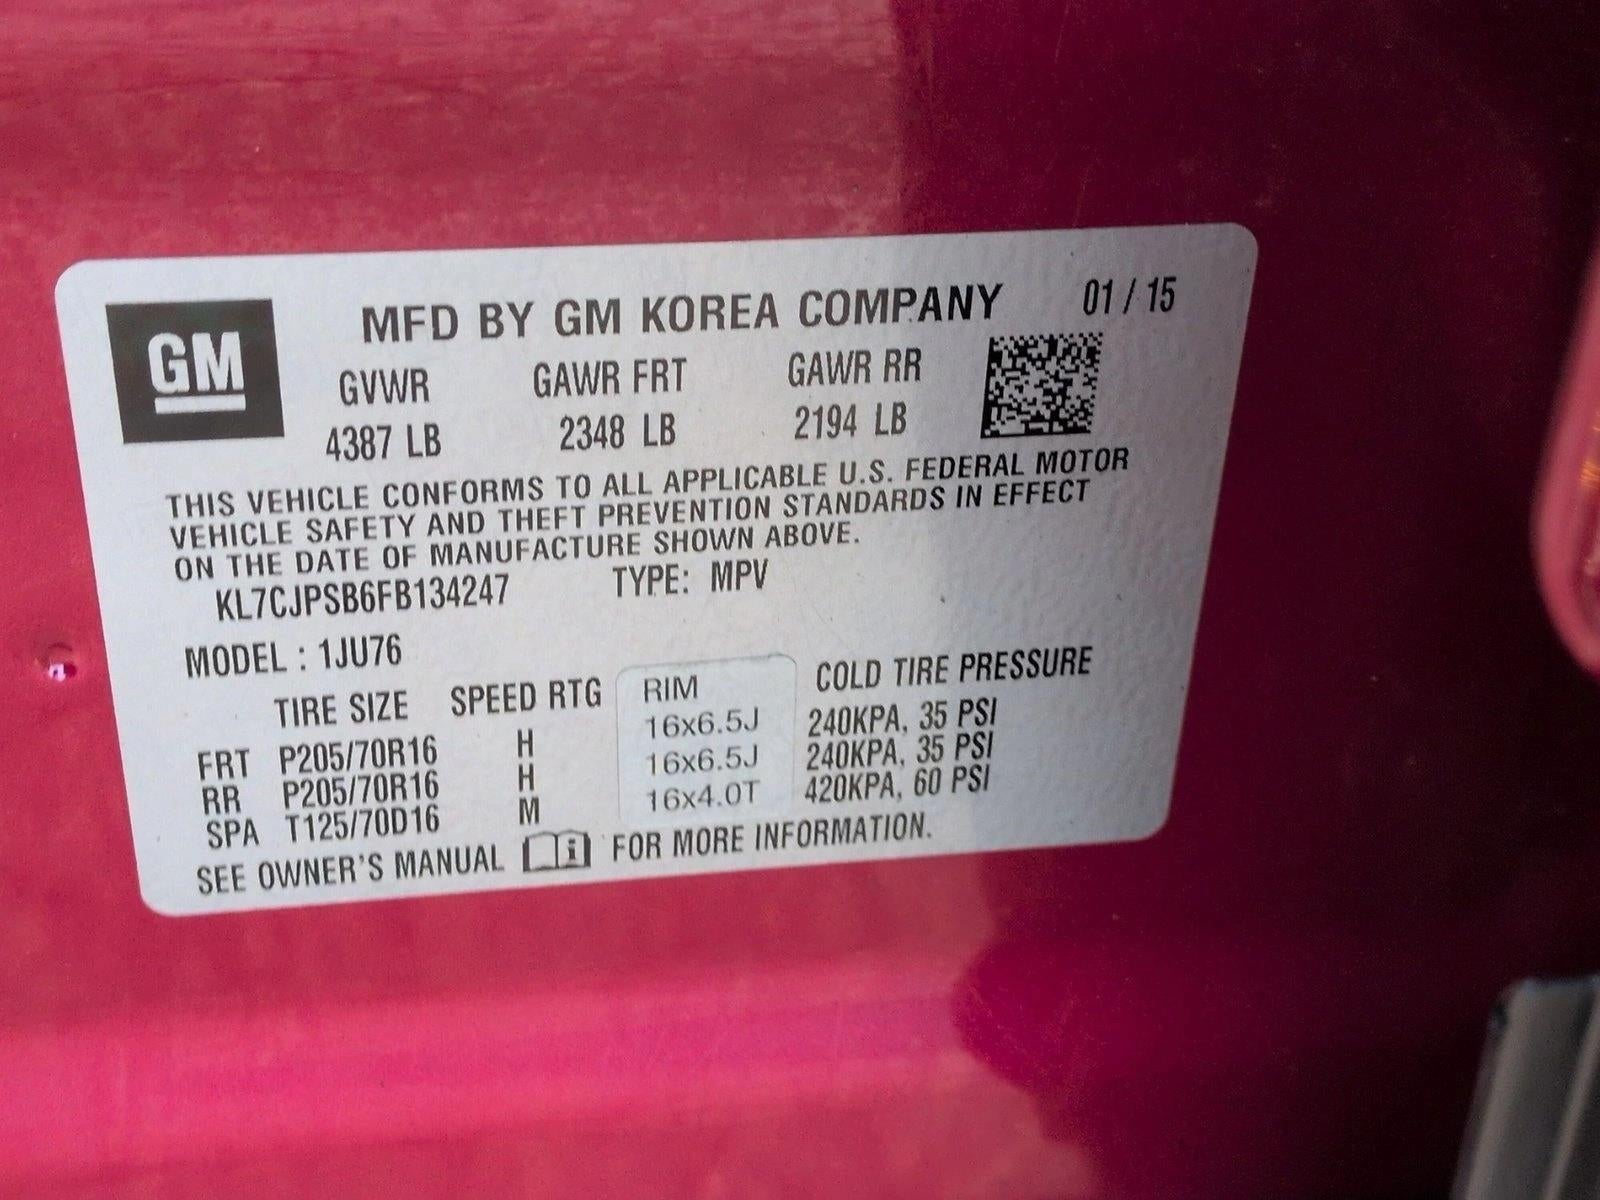 GM
MFD BY GM KOREA COMPANY 01 / 15
GVWR GAWR FRT GAWR RR
4387 LB 2348 LB 2194 LB
THIS VEHICLE CONFORMS TO ALL APPLICABLE U.S. FEDERAL MOTOR
VEHICLE SAFETY AND THEFT PREVENTION STANDARDS IN EFFECT
ON THE DATE OF MANUFACTURE SHOWN ABOVE.
KL7CJPSB6FB134247 TYPE: MPV
MODEL : 1JU76
TIRE SIZE SPEED RTG RIM COLD TIRE PRESSURE
FRT P205/70R16 H 16x6.5J 240KPA, 35 PSI
RR P205/70R16 H 16x6.5J 240KPA, 35 PSI
SPA T125/70D16 M 16x4.0T 420KPA, 60 PSI
SEE OWNER'S MANUAL i FOR MORE INFORMATION.